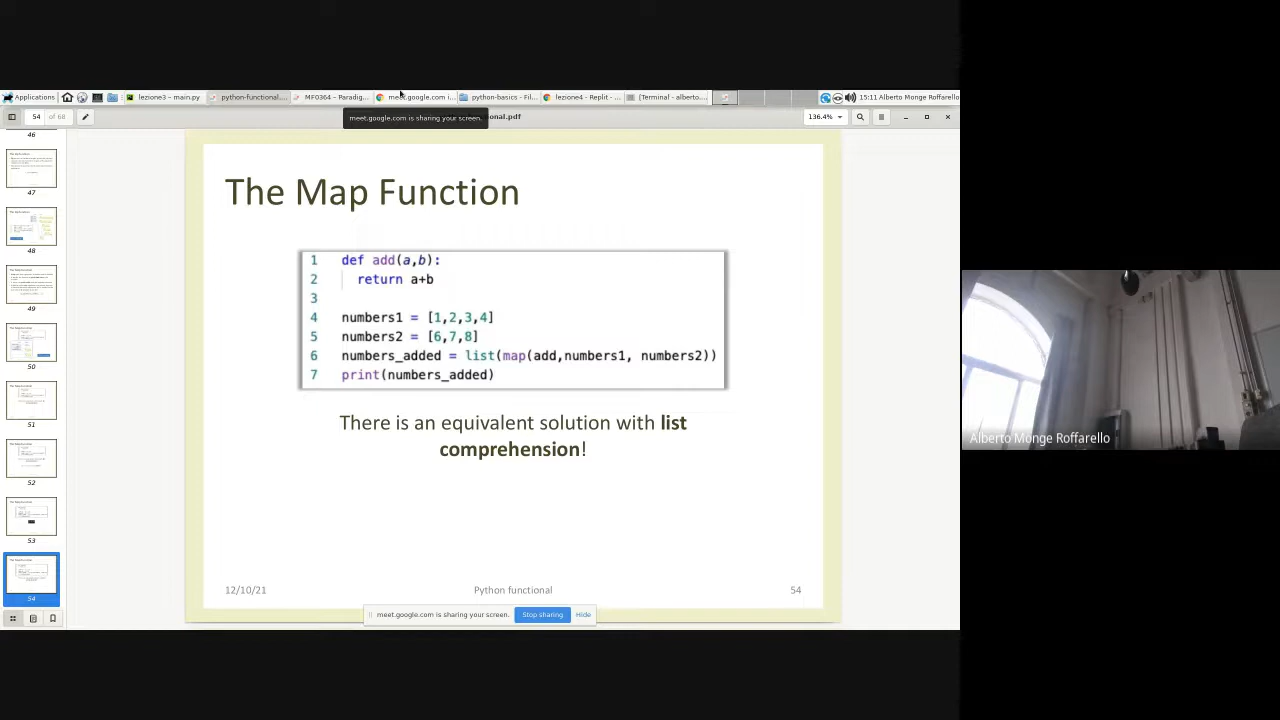 Applications
lezione3 - main.py
python-functional....
MF0364 - Paradig...
meet.google.com i...
python-basics - Fil...
lezione4 - Replit - ...
[Terminal - alberto...
15:11 Alberto Monge Roffarello
54 of 68
meet.google.com is sharing your screen.
onal.pdf
136.4%
46
47
48
49
50
51
52
53
54
The Map Function
1 def add(a,b):
2 return a+b
3
4 numbers1 = [1,2,3,4]
5 numbers2 = [6,7,8]
6 numbers_added = list(map(add,numbers1, numbers2))
7 print(numbers_added)
There is an equivalent solution with list
comprehension!
12/10/21 Python functional 54
meet.google.com is sharing your screen. Stop sharing Hide
Alberto Monge Roffarello